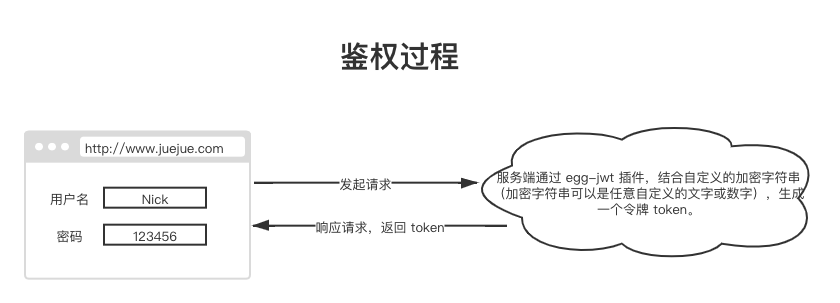 鉴权过程
http://www.juejue.com
用户名
Nick
密码
123456
发起请求
响应请求，返回 token
服务端通过 egg-jwt 插件，结合自定义的加密字符串
（加密字符串可以是任意自定义的文字或数字），生成
一个令牌 token。